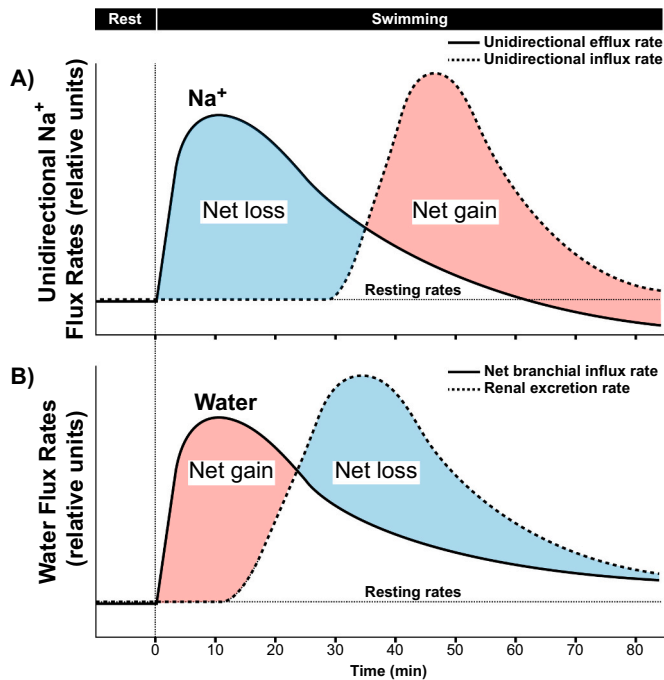 Rest Swimming
Unidirectional efflux rate
Unidirectional influx rate
A)
Na+
Unidirectional Na+
Flux Rates (relative units)
Net loss
Net gain
Resting rates
B)
Net branchial influx rate
Renal excretion rate
Water
Water Flux Rates
(relative units)
Net gain
Net loss
Resting rates
0 10 20 30 40 50 60 70 80
Time (min)